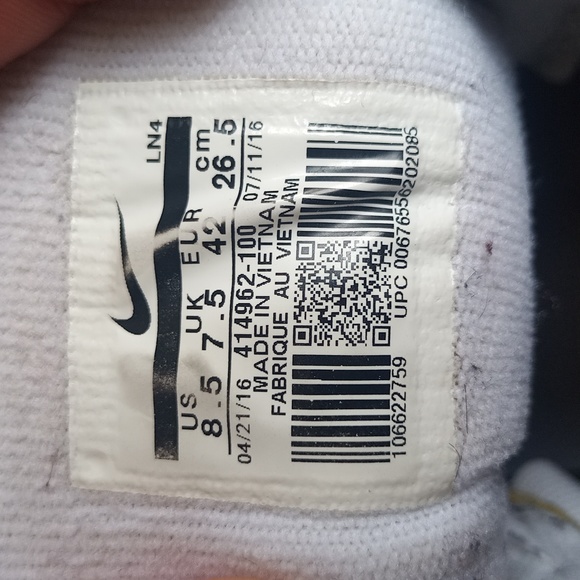 LN4
US UK EUR cm
8.5 7.5 42 26.5
04/21/16 414962-100 07/11/16
MADE IN VIETNAM
FABRIQUE AU VIETNAM
106622759 UPC 00676556202085